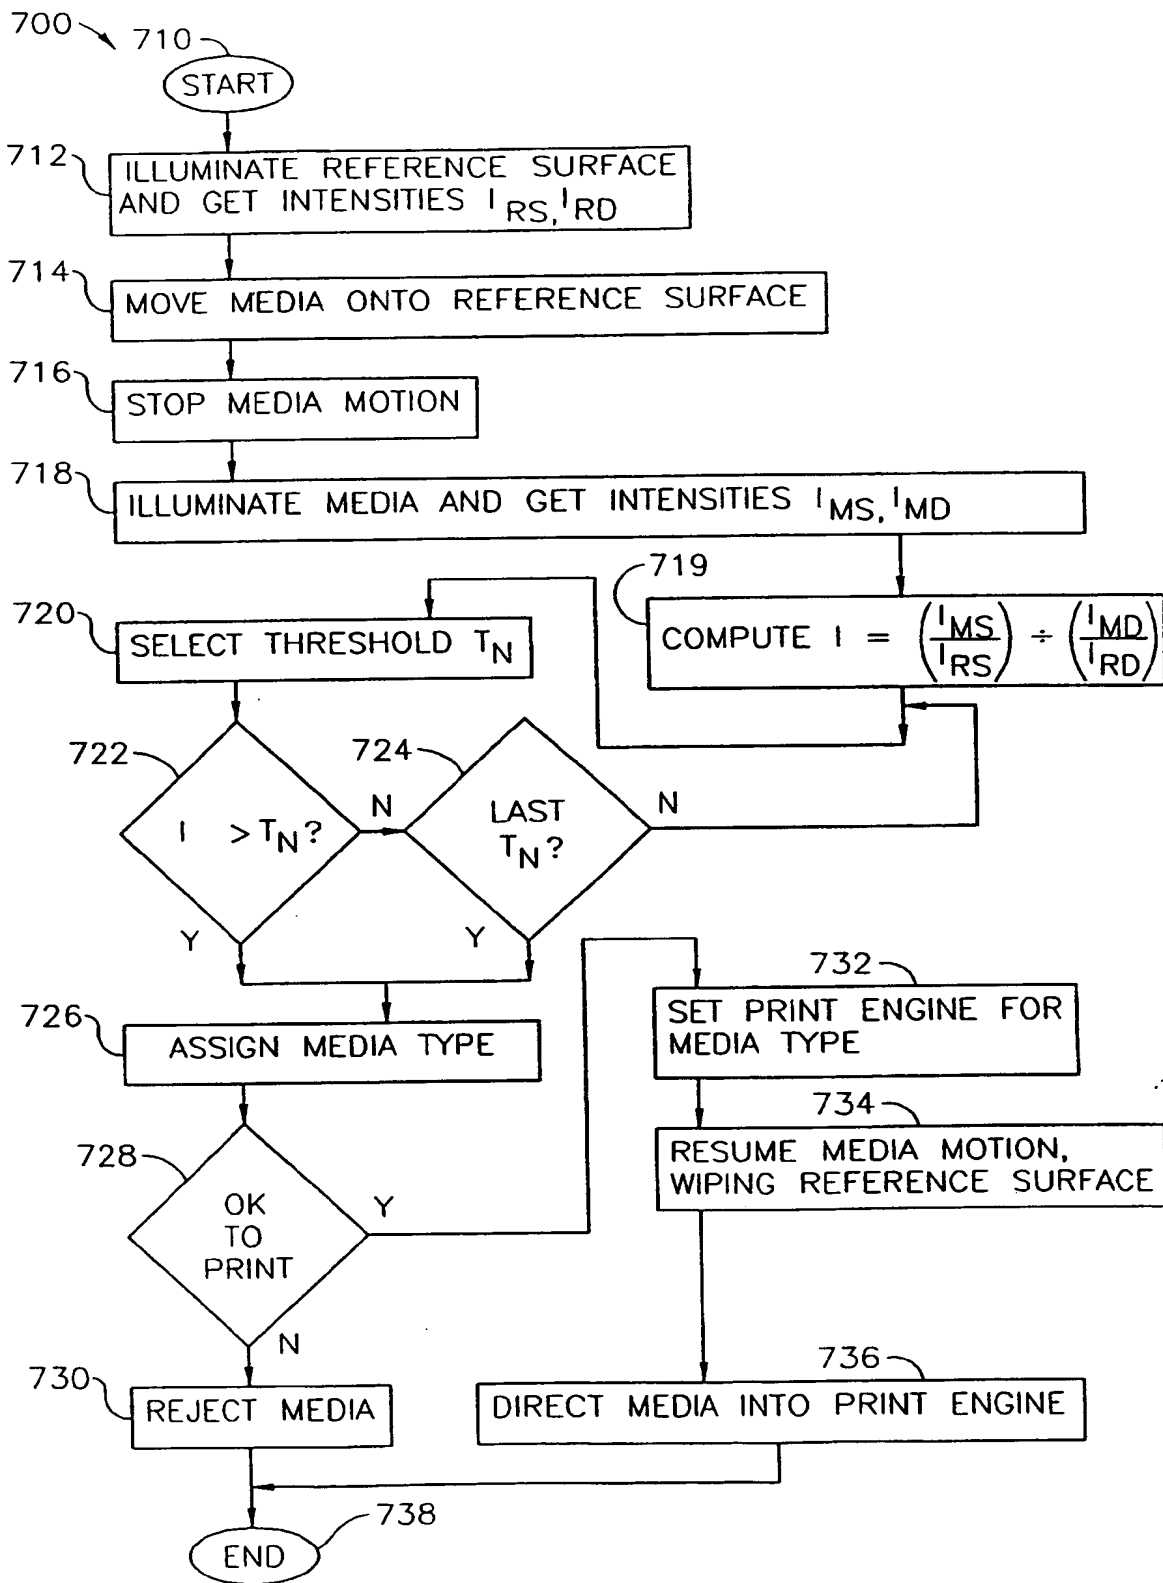 700
710
START
712
ILLUMINATE REFERENCE SURFACE
AND GET INTENSITIES I RS, I RD
714
MOVE MEDIA ONTO REFERENCE SURFACE
716
STOP MEDIA MOTION
718
ILLUMINATE MEDIA AND GET INTENSITIES I MS, I MD
719
COMPUTE I = (I MS / I RS) ÷ (I MD / I RD)
720
SELECT THRESHOLD T N
722
I > T N ?
N
Y
724
LAST
T N ?
N
Y
726
ASSIGN MEDIA TYPE
728
OK
TO
PRINT
Y
N
730
REJECT MEDIA
732
SET PRINT ENGINE FOR
MEDIA TYPE
734
RESUME MEDIA MOTION,
WIPING REFERENCE SURFACE
736
DIRECT MEDIA INTO PRINT ENGINE
738
END